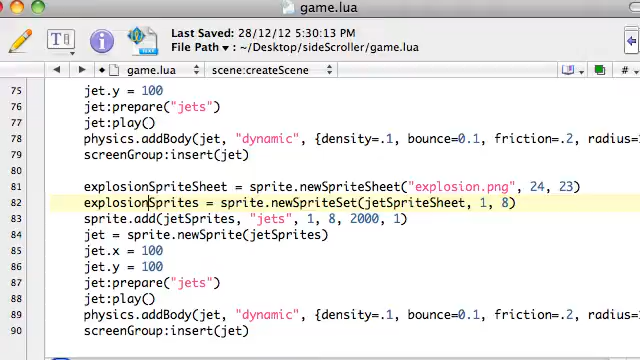 game.lua
Last Saved: 28/12/12 5:30:13 PM
File Path ▾: ~/Desktop/sideScroller/game.lua
T
i
TXT
game.lua
scene:createScene
#
75 jet.y = 100
76 jet:prepare("jets")
77 jet:play()
78 physics.addBody(jet, "dynamic", {density=.1, bounce=0.1, friction=.2, radius=
79 screenGroup:insert(jet)
80
81 explosionSpriteSheet = sprite.newSpriteSheet("explosion.png", 24, 23)
82 explosionSprites = sprite.newSpriteSet(jetSpriteSheet, 1, 8)
83 sprite.add(jetSprites, "jets", 1, 8, 2000, 1)
84 jet = sprite.newSprite(jetSprites)
85 jet.x = 100
86 jet.y = 100
87 jet:prepare("jets")
88 jet:play()
89 physics.addBody(jet, "dynamic", {density=.1, bounce=0.1, friction=.2, radius=
90 screenGroup:insert(jet)